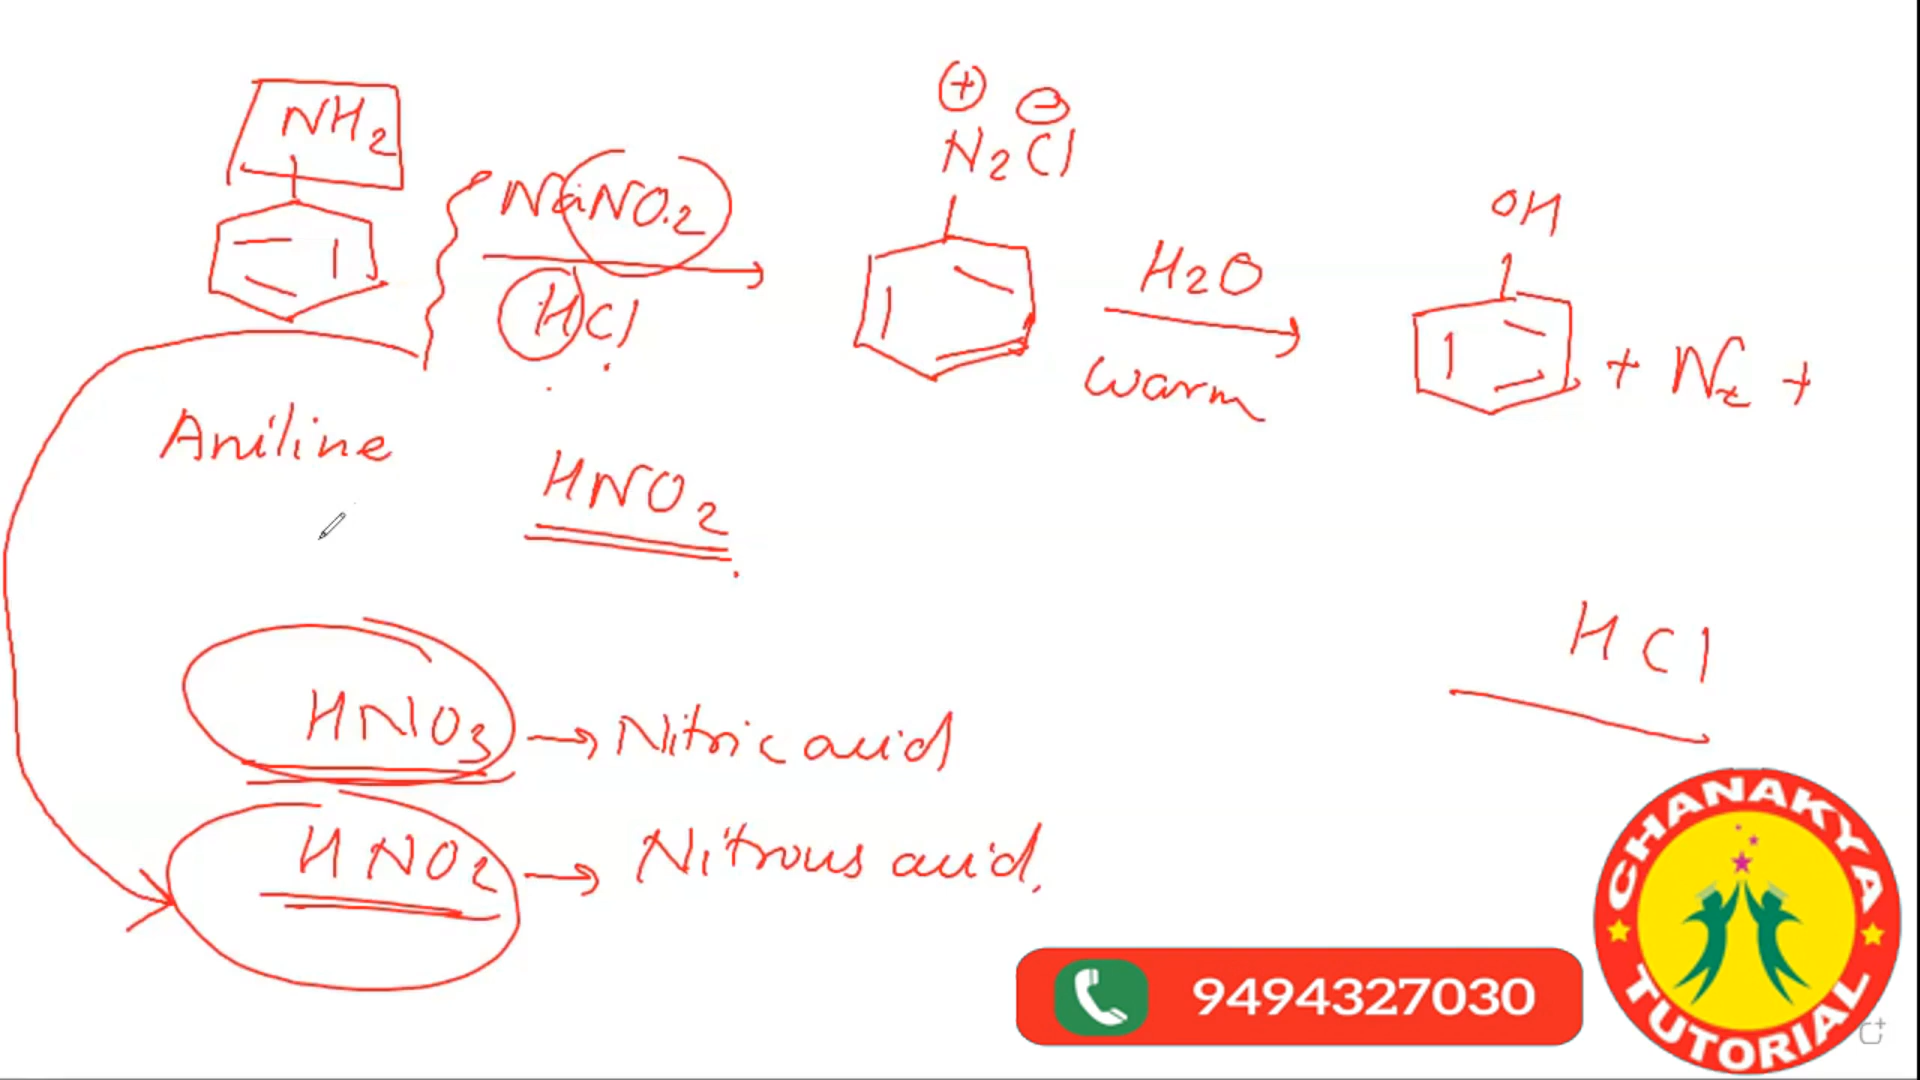 NH2
NaNO2
HCl
Aniline
HNO2
⊕ ⊖
N2Cl
H2O
warm
OH
+ N2 +
HCl
HNO3 → Nitric acid
HNO2 → Nitrous acid.
9494327030
CHANAKYA
TUTORIAL